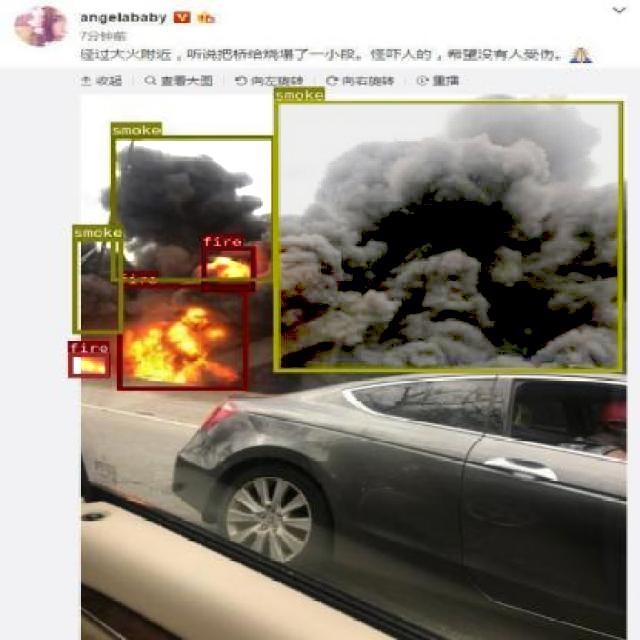 angelababy
7分钟前
经过大火附近，听说把桥给烧塌了一小段。怪吓人的，希望没有人受伤。
收起 查看大图 向左旋转 向右旋转 重播
smoke
smoke
smoke
fire
fire
fire